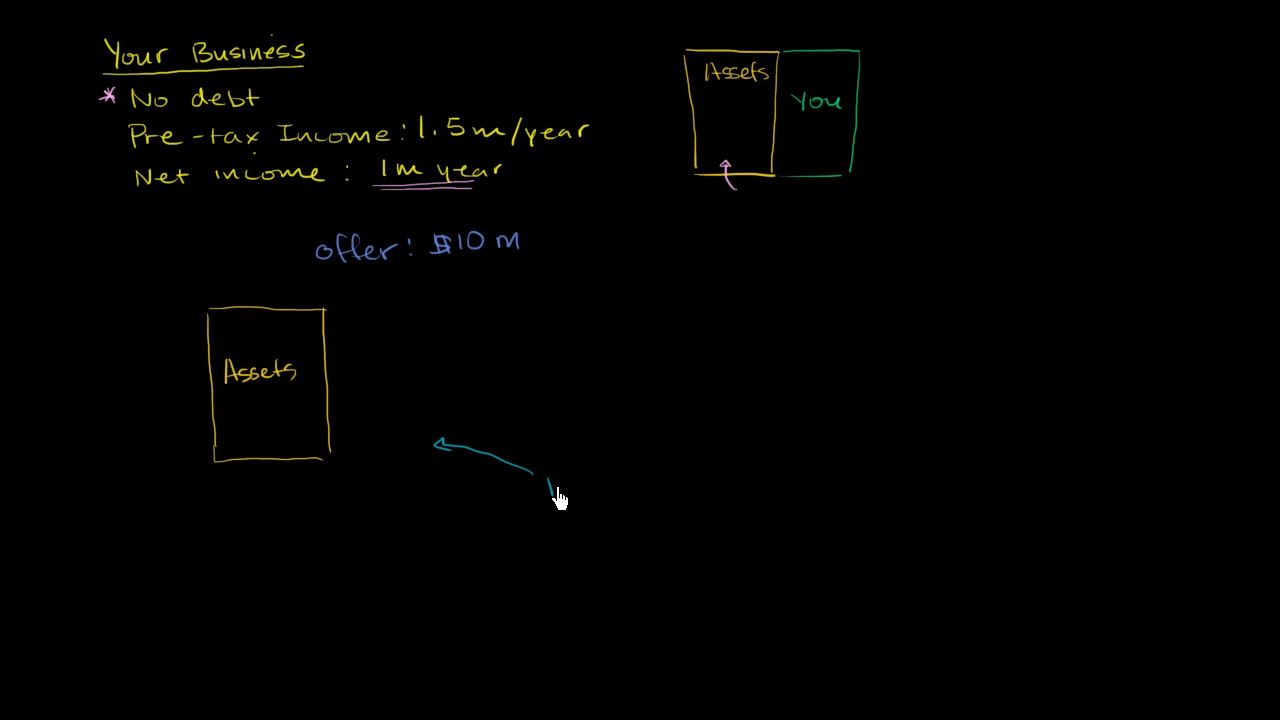 Your Business
* No debt
Pre-tax Income: 1.5m/year
Net income: 1m year
offer: $10 m
Assets
You
Assets